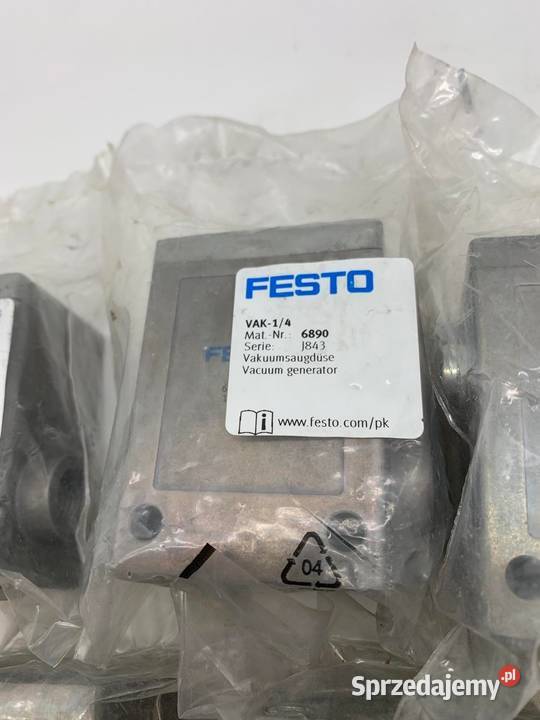 FESTO
VAK-1/4
Mat.-Nr.: 6890
Serie: J843
Vakuumsaugdüse
Vacuum generator
www.festo.com/pk
FE
04
Sprzedajemy.pl